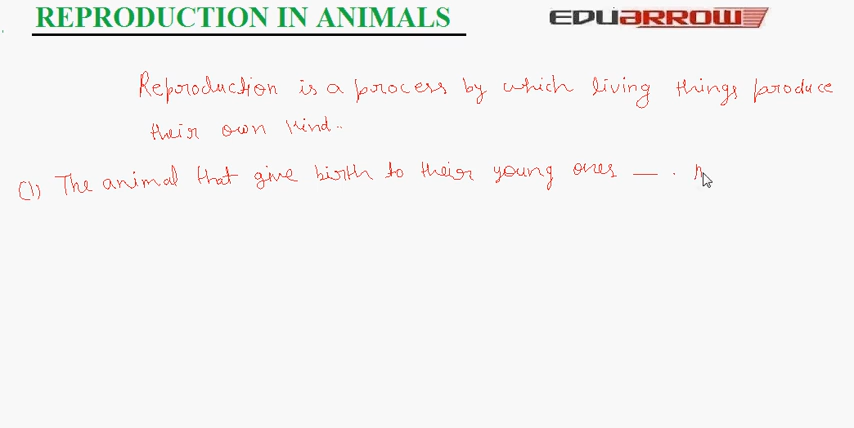 REPRODUCTION IN ANIMALS
EDUARROW
Reproduction is a process by which living things produce
their own kind..
(1) The animal that give birth to their young ones — .